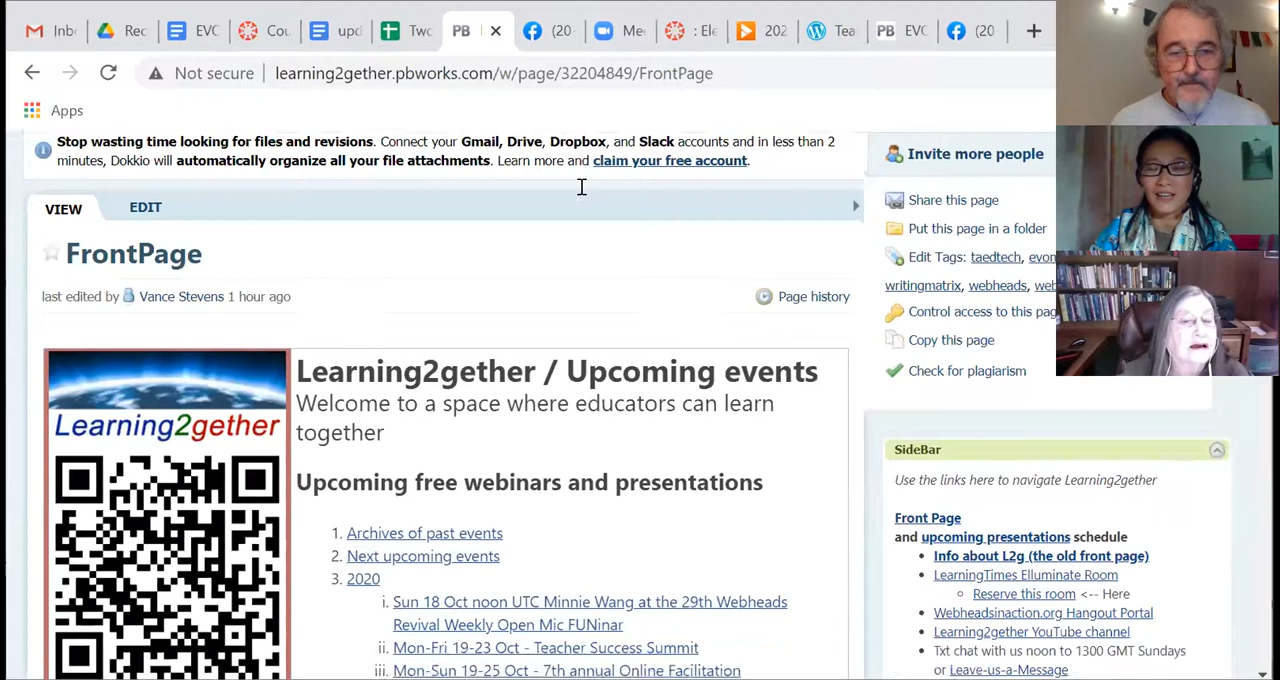 Inb
Rec
EVC
Cou
upd
Twc
PB
(20
Me
: Ele
202
Tea
PB EVC
(20
Not secure
learning2gether.pbworks.com/w/page/32204849/FrontPage
Apps
Stop wasting time looking for files and revisions. Connect your Gmail, Drive, Dropbox, and Slack accounts and in less than 2
minutes, Dokkio will automatically organize all your file attachments. Learn more and claim your free account.
VIEW
EDIT
FrontPage
last edited by Vance Stevens 1 hour ago
Page history
Learning2gether
Learning2gether / Upcoming events
Welcome to a space where educators can learn
together
Upcoming free webinars and presentations
1. Archives of past events
2. Next upcoming events
3. 2020
i. Sun 18 Oct noon UTC Minnie Wang at the 29th Webheads
Revival Weekly Open Mic FUNinar
ii. Mon-Fri 19-23 Oct - Teacher Success Summit
iii. Mon-Sun 19-25 Oct - 7th annual Online Facilitation
Invite more people
Share this page
Put this page in a folder
Edit Tags: taedtech, evon
writingmatrix, webheads, web
Control access to this pag
Copy this page
Check for plagiarism
SideBar
Use the links here to navigate Learning2gether
Front Page
and upcoming presentations schedule
• Info about L2g (the old front page)
• LearningTimes Elluminate Room
◦ Reserve this room <-- Here
• Webheadsinaction.org Hangout Portal
• Learning2gether YouTube channel
• Txt chat with us noon to 1300 GMT Sundays
or Leave-us-a-Message